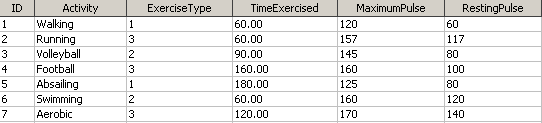 ID Activity ExerciseType TimeExercised MaximumPulse RestingPulse
1 Walking 1 60.00 120 60
2 Running 3 60.00 157 117
3 Volleyball 2 90.00 145 80
4 Football 3 160.00 160 100
5 Absailing 1 180.00 125 80
6 Swimming 2 60.00 160 120
7 Aerobic 3 120.00 170 140